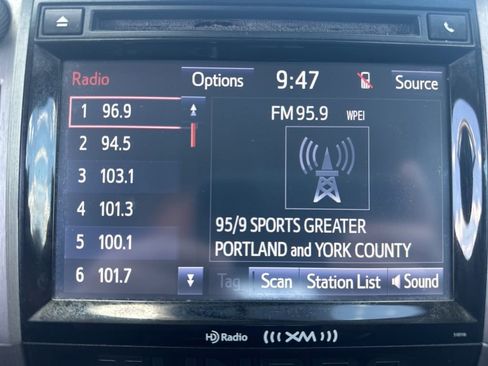 Radio Options 9:47 Source
1 96.9
2 94.5
3 103.1
4 101.3
5 100.1
6 101.7
FM 95.9 WPEI
95/9 SPORTS GREATER
PORTLAND and YORK COUNTY
Tag Scan Station List Sound
HD Radio ((( XM )))